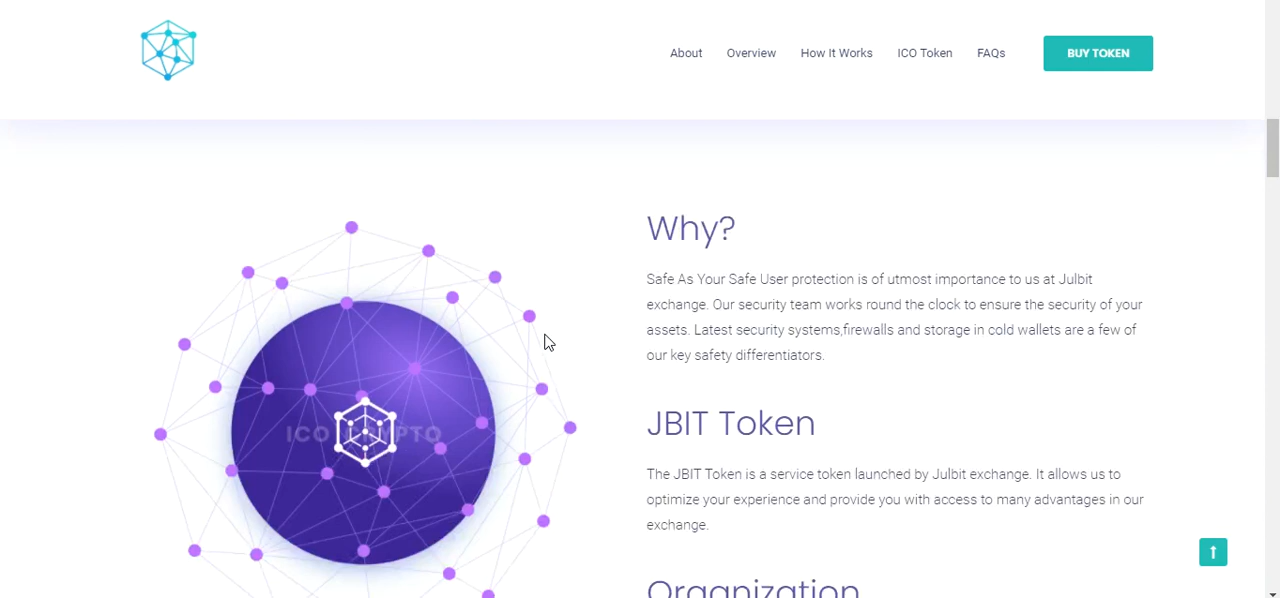 About Overview How It Works ICO Token FAQs BUY TOKEN
Why?
Safe As Your Safe User protection is of utmost importance to us at Julbit
exchange. Our security team works round the clock to ensure the security of your
assets. Latest security systems,firewalls and storage in cold wallets are a few of
our key safety differentiators.
ICO CRYPTO
JBIT Token
The JBIT Token is a service token launched by Julbit exchange. It allows us to
optimize your experience and provide you with access to many advantages in our
exchange.
Organization